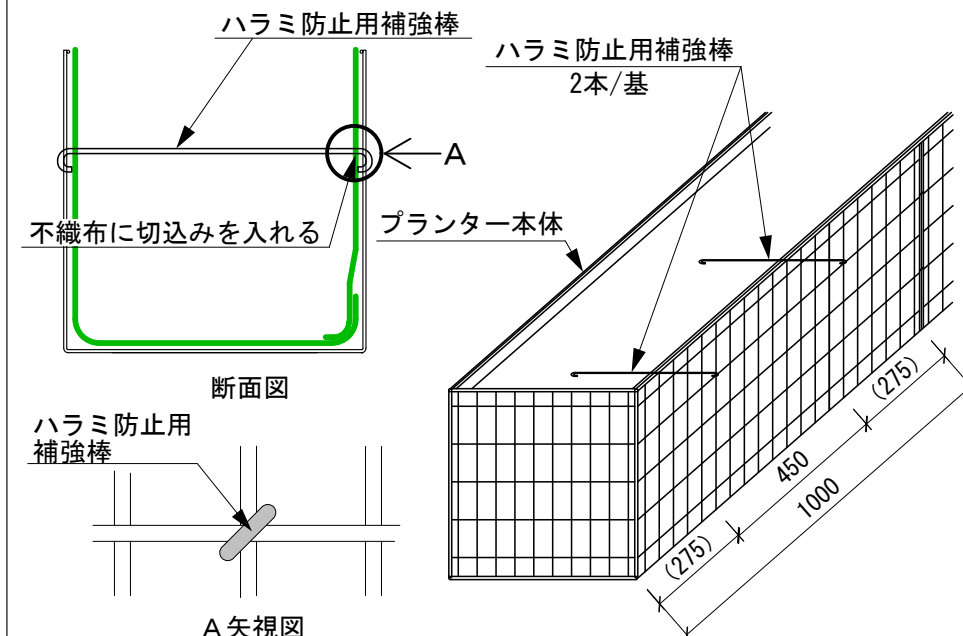 ハラミ防止用補強棒
A
不織布に切込みを入れる
断面図
ハラミ防止用補強棒
2本/基
プランター本体
(275)
450
(275)
1000
ハラミ防止用
補強棒
A矢視図